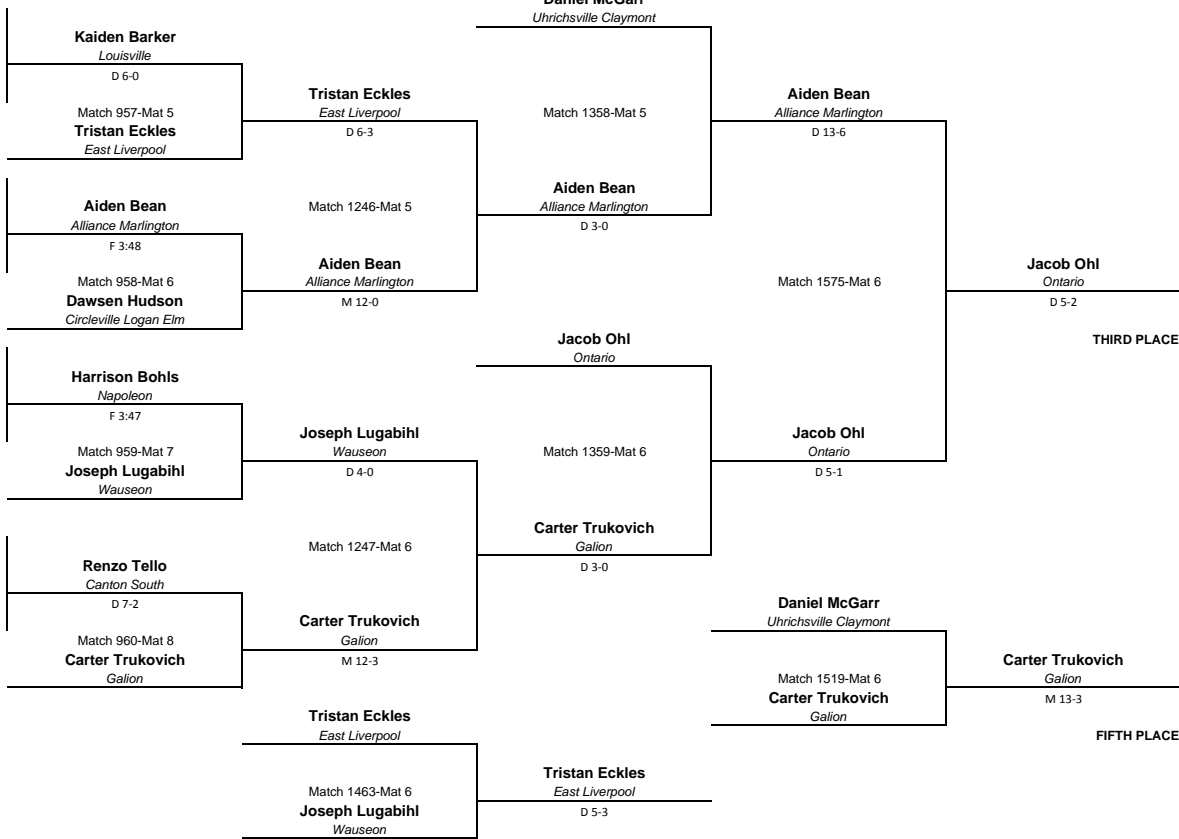 Daniel McGarr
Uhrichsville Claymont
Kaiden Barker
Louisville
D 6-0
Match 957-Mat 5
Tristan Eckles
East Liverpool
Tristan Eckles
East Liverpool
D 6-3
Match 1358-Mat 5
Aiden Bean
Alliance Marlington
D 13-6
Aiden Bean
Alliance Marlington
F 3:48
Match 958-Mat 6
Dawsen Hudson
Circleville Logan Elm
Match 1246-Mat 5
Aiden Bean
Alliance Marlington
M 12-0
Aiden Bean
Alliance Marlington
D 3-0
Match 1575-Mat 6
Jacob Ohl
Ontario
D 5-2
THIRD PLACE
Jacob Ohl
Ontario
Harrison Bohls
Napoleon
F 3:47
Match 959-Mat 7
Joseph Lugabihl
Wauseon
Joseph Lugabihl
Wauseon
D 4-0
Match 1359-Mat 6
Jacob Ohl
Ontario
D 5-1
Match 1247-Mat 6
Carter Trukovich
Galion
D 3-0
Renzo Tello
Canton South
D 7-2
Match 960-Mat 8
Carter Trukovich
Galion
Carter Trukovich
Galion
M 12-3
Daniel McGarr
Uhrichsville Claymont
Match 1519-Mat 6
Carter Trukovich
Galion
Carter Trukovich
Galion
M 13-3
FIFTH PLACE
Tristan Eckles
East Liverpool
Match 1463-Mat 6
Joseph Lugabihl
Wauseon
Tristan Eckles
East Liverpool
D 5-3